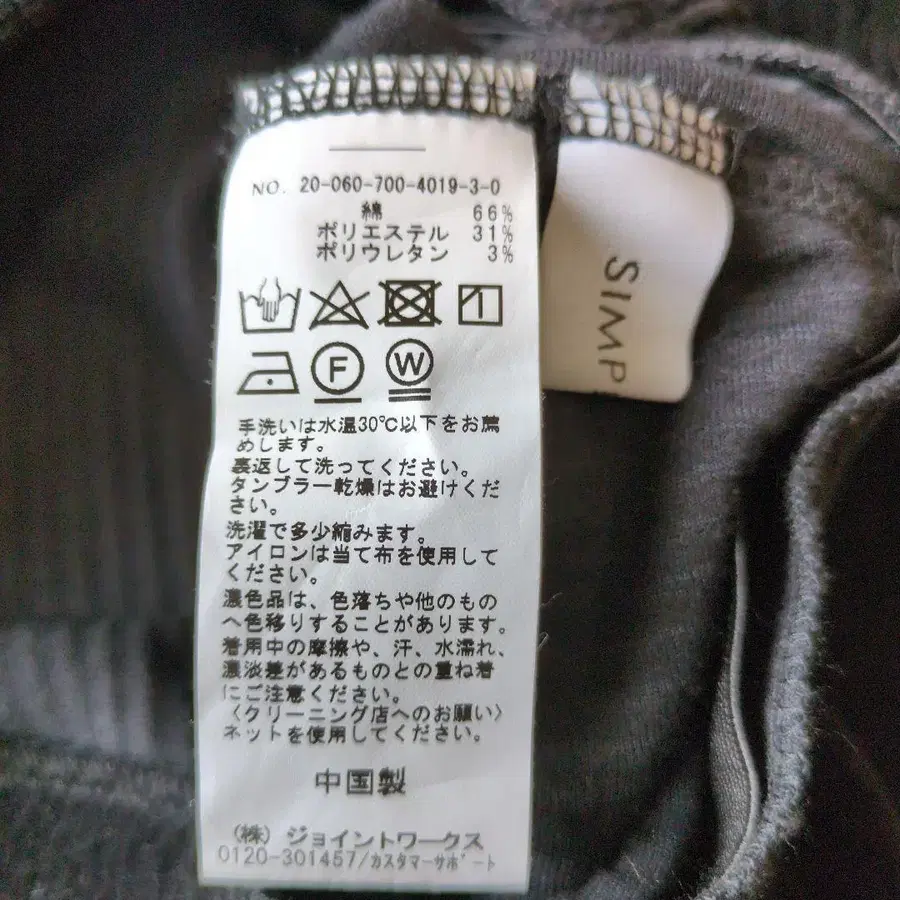 NO. 20-060-700-4019-3-0
綿 66%
ポリエステル 31%
ポリウレタン 3%
F
W
手洗いは水温30℃以下をお薦
めします。
裏返して洗ってください。
タンブラー乾燥はお避けくだ
さい。
洗濯で多少縮みます。
アイロンは当て布を使用して
ください。
濃色品は、色落ちや他のもの
へ色移りすることがあります。
着用中の摩擦や、汗、水濡れ、
濃淡差があるものとの重ね着
にご注意ください。
〈クリーニング店へのお願い〉
ネットを使用してください。
中国製
(株) ジョイントワークス
0120-301457/カスタマーサポート
SIMP